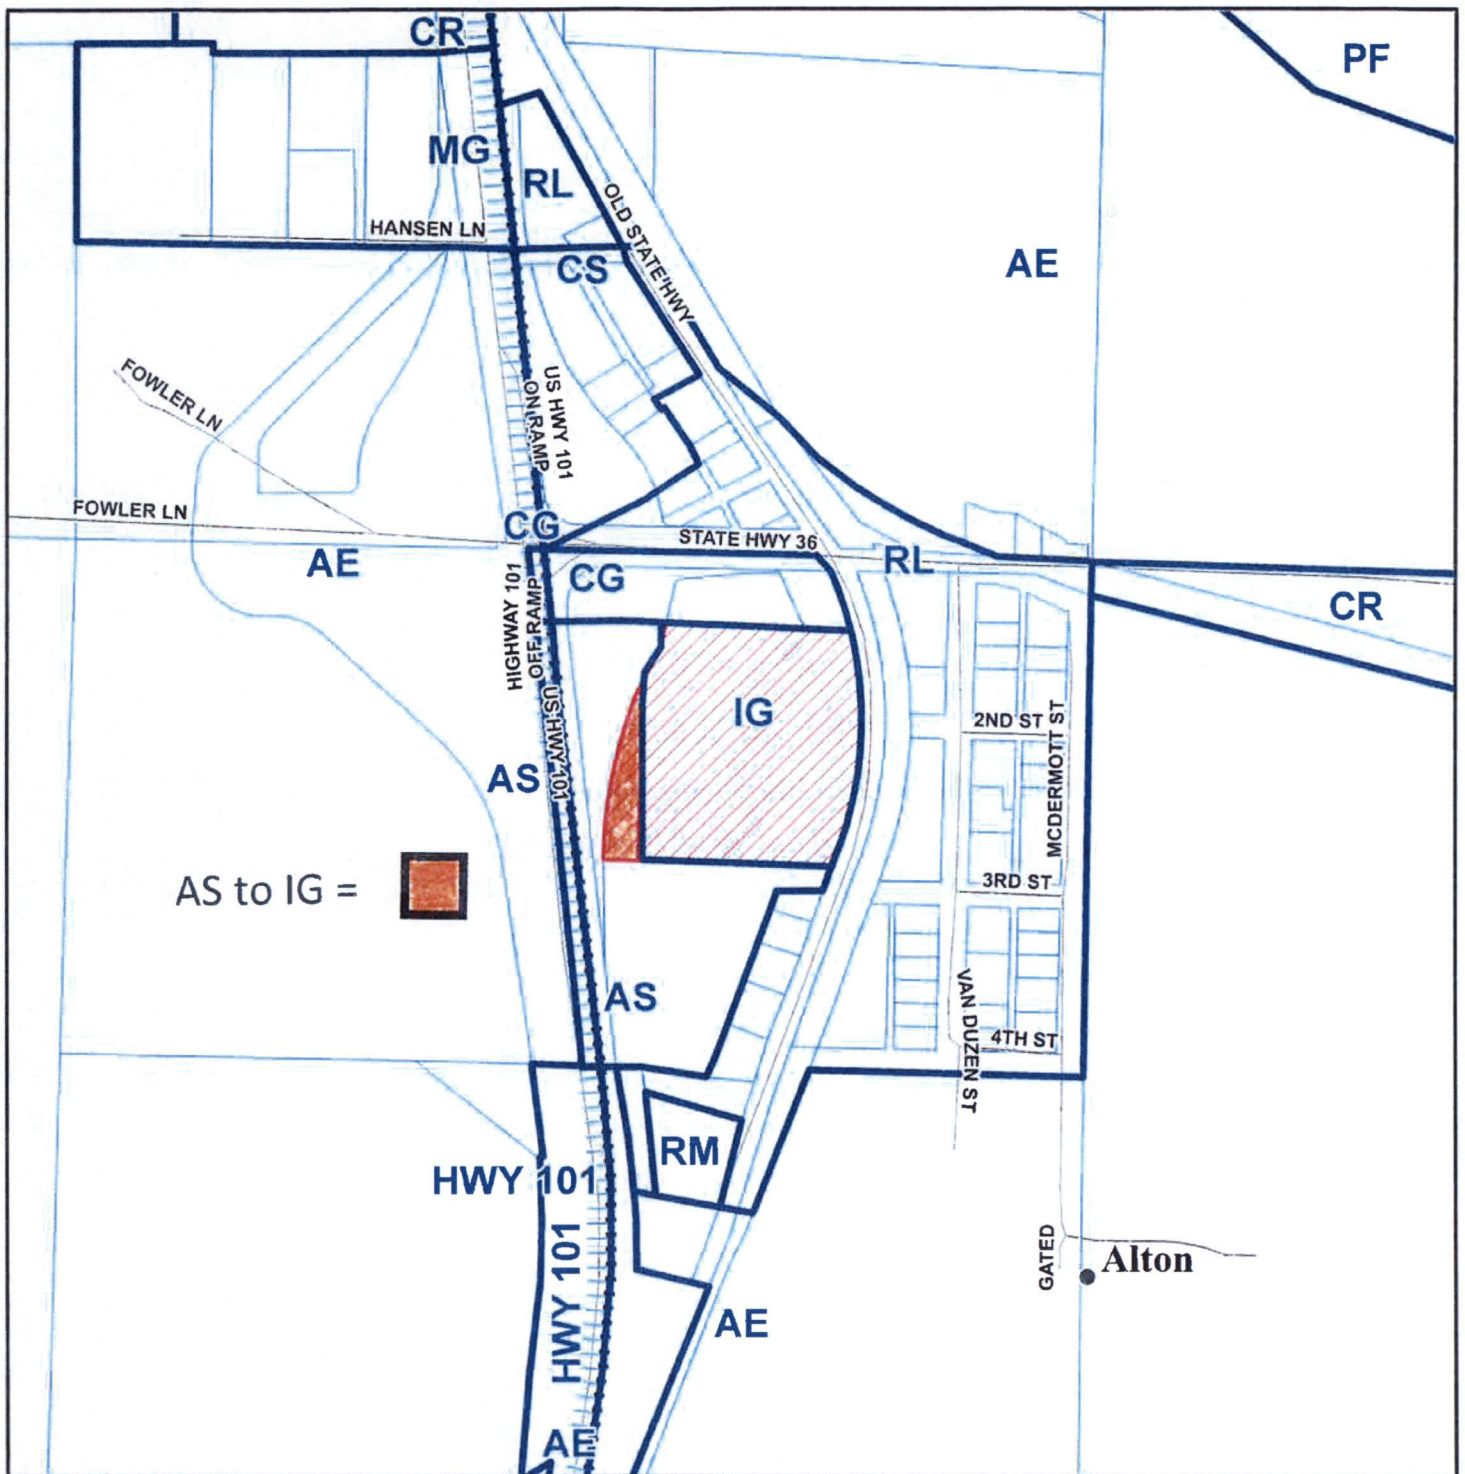 CR
PF
MG
RL
OLD STATE HWY
HANSEN LN
CS
AE
FOWLER LN
US HWY 101
ON RAMP
FOWLER LN
CG
STATE HWY 36
AE
CG
RL
CR
HIGHWAY 101
OFF RAMP
US HWY 101
IG
2ND ST
MCDERMOTT ST
AS
AS to IG =
3RD ST
AS
VAN DUZEN ST
4TH ST
RM
HWY 101
HWY 101
GATED
Alton
AE
AE